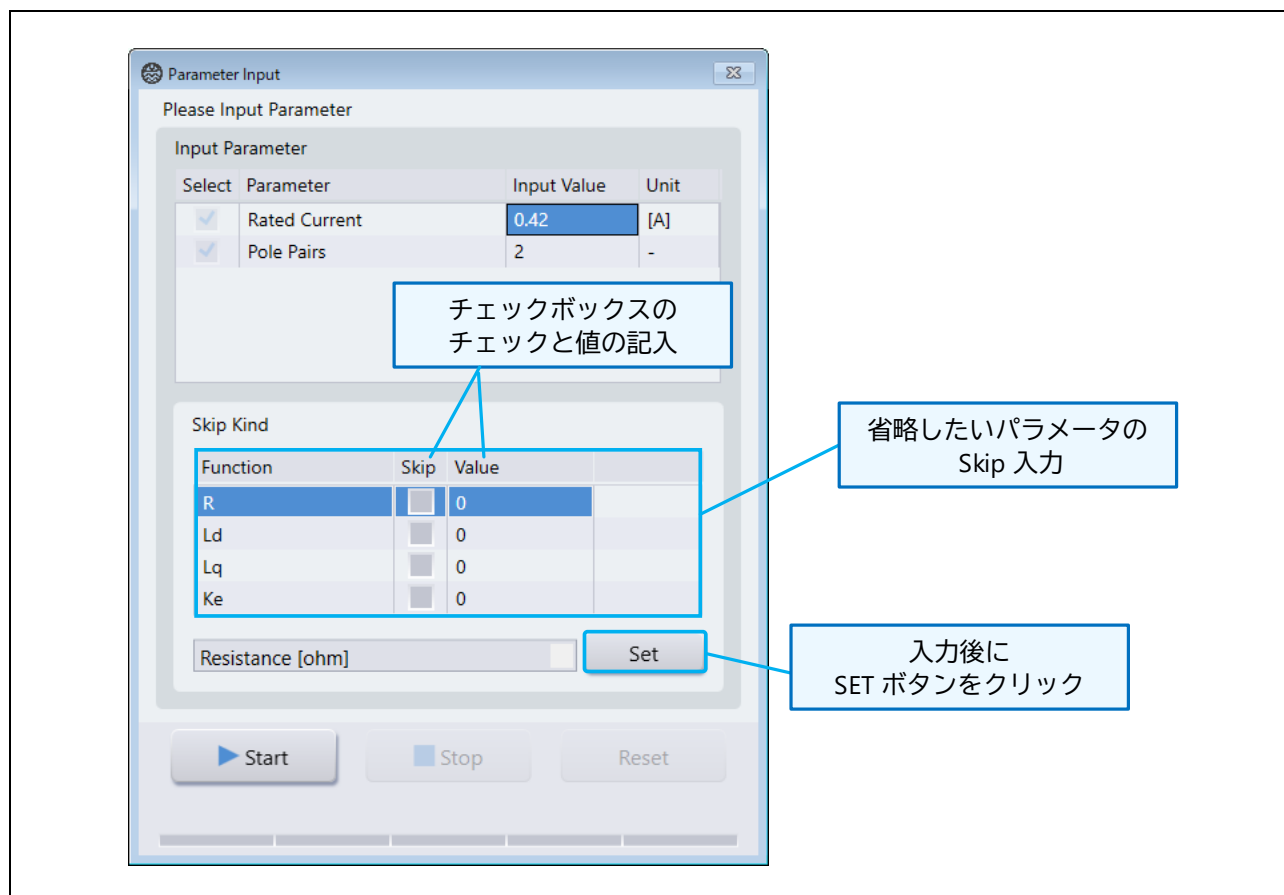 Parameter Input
Please Input Parameter
Input Parameter
Select Parameter Input Value Unit
Rated Current 0.42 [A]
Pole Pairs 2 -
チェックボックスの
チェックと値の記入
Skip Kind
Function Skip Value
R 0
Ld 0
Lq 0
Ke 0
Resistance [ohm] Set
省略したいパラメータの
Skip 入力
入力後に
SET ボタンをクリック
Start Stop Reset